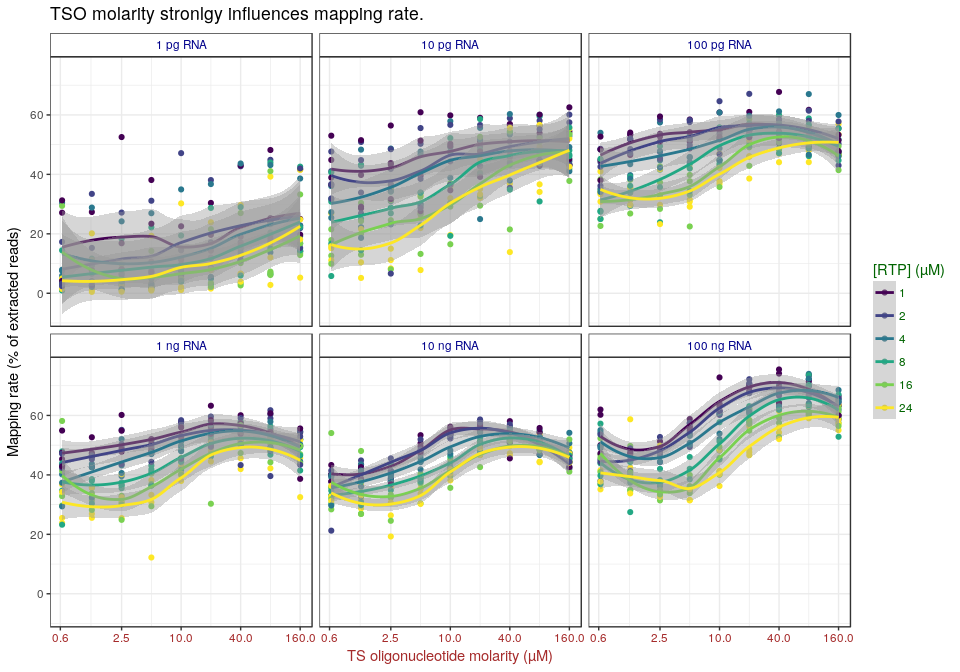 TSO molarity stronlgy influences mapping rate.
1 pg RNA
10 pg RNA
100 pg RNA
60
40
20
0
1 ng RNA
10 ng RNA
100 ng RNA
60
40
20
0
0.6
2.5
10.0
40.0
160.0
0.6
2.5
10.0
40.0
160.0
0.6
2.5
10.0
40.0
160.0
TS oligonucleotide molarity (µM)
Mapping rate (% of extracted reads)
[RTP] (µM)
1
2
4
8
16
24